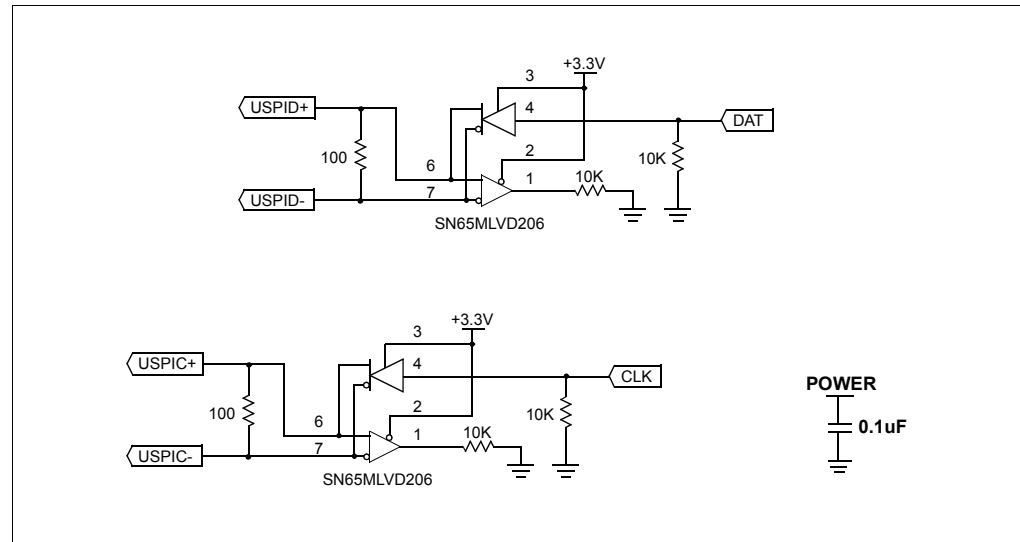 +3.3V
3
USPID+
4
DAT
100
6
2
10K
1
10K
USPID-
7
SN65MLVD206
+3.3V
3
USPIC+
4
CLK
POWER
100
6
2
10K
0.1uF
1
10K
USPIC-
7
SN65MLVD206